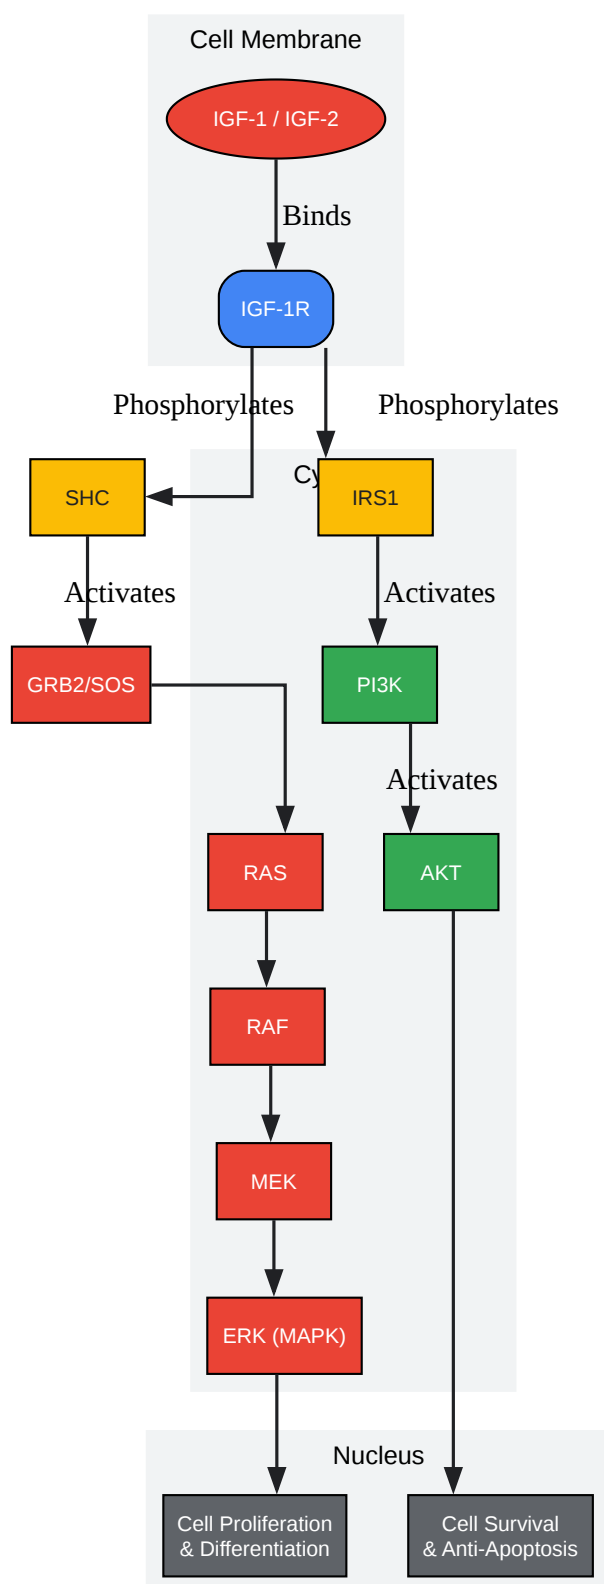 Cell Membrane
IGF-1 / IGF-2
Binds
IGF-1R
Phosphorylates
Phosphorylates
SHC
IRS1
Activates
Activates
GRB2/SOS
PI3K
Activates
RAS
AKT
RAF
MEK
ERK (MAPK)
Nucleus
Cell Proliferation
& Differentiation
Cell Survival
& Anti-Apoptosis